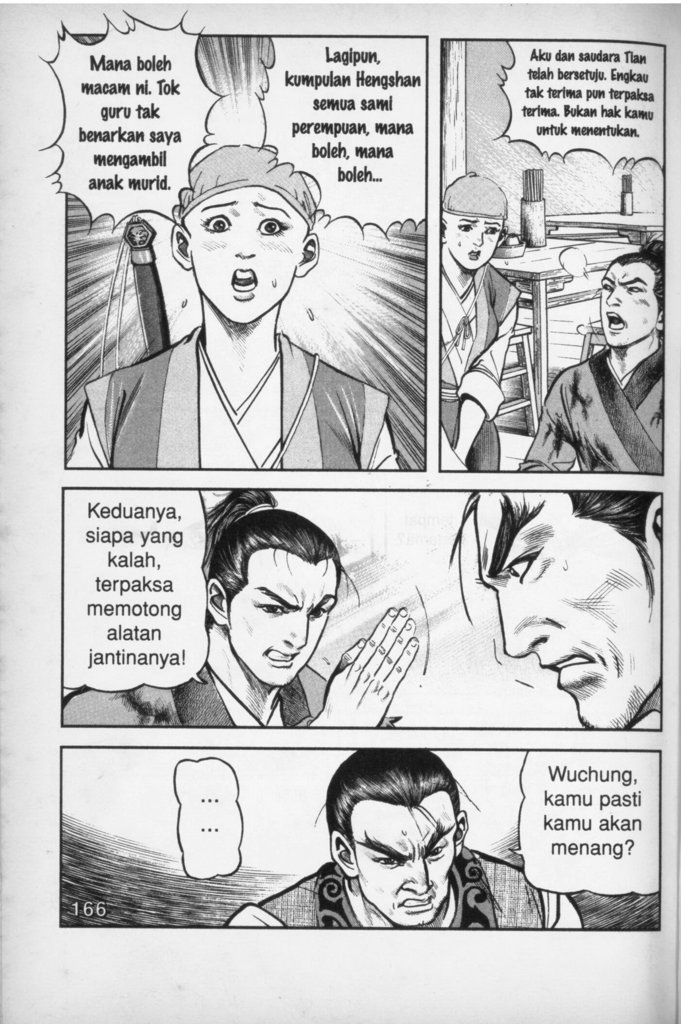 Mana boleh
macam ni. Tok
guru tak
benarkan saya
mengambil
anak murid.
Lagipun,
kumpulan Hengshan
semua sami
perempuan, mana
boleh, mana
boleh...
Aku dan saudara Tian
telah bersetuju. Engkau
tak terima pun terpaksa
terima. Bukan hak kamu
untuk menentukan.
Keduanya,
siapa yang
kalah,
terpaksa
memotong
alatan
jantinanya!
...
...
Wuchung,
kamu pasti
kamu akan
menang?
166